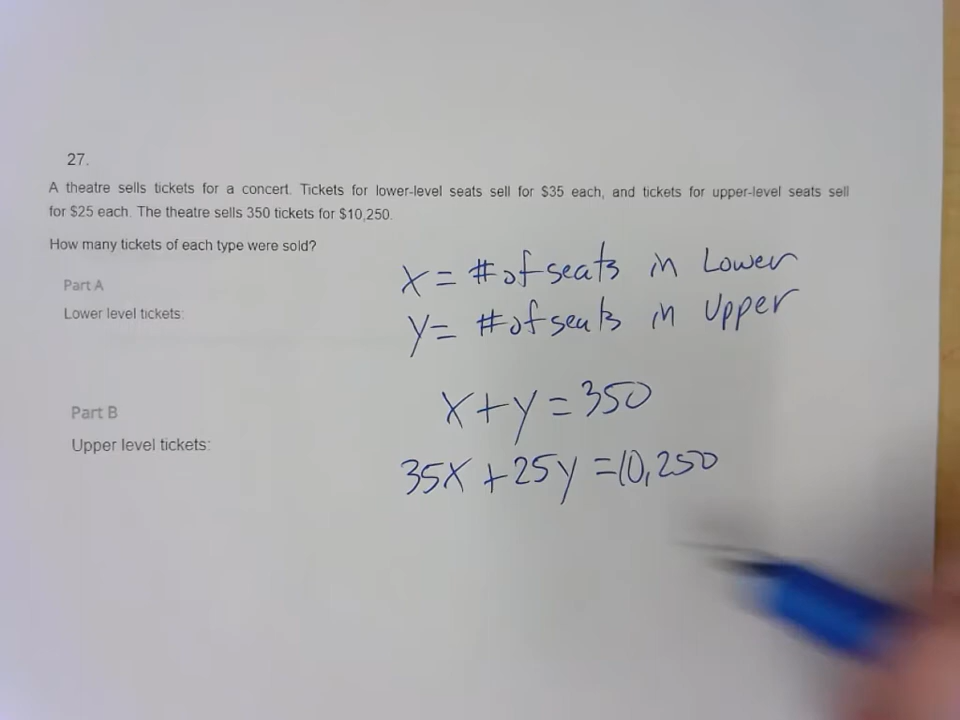 27.
A theatre sells tickets for a concert. Tickets for lower-level seats sell for $35 each, and tickets for upper-level seats sell
for $25 each. The theatre sells 350 tickets for $10,250.
How many tickets of each type were sold?
Part A
Lower level tickets:
x = # of seats in Lower
y = # of seats in Upper
x + y = 350
Part B
Upper level tickets:
35x + 25y = 10,250